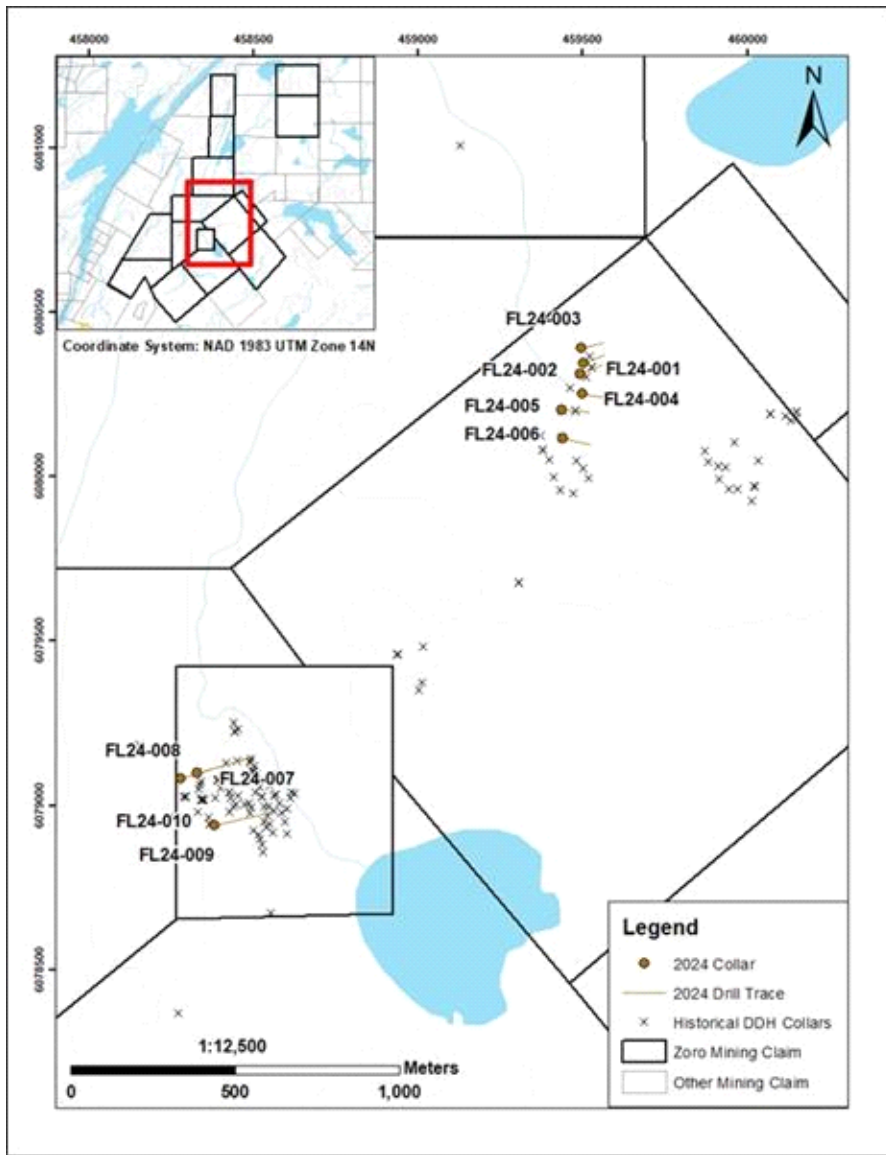 458000 458500 459000 459500 460000
6081000
6080500
6080000
6079500
6079000
6078500
N
Coordinate System: NAD 1983 UTM Zone 14N
FL24-003
FL24-002
FL24-001
FL24-004
FL24-005
FL24-006
FL24-008
FL24-007
FL24-010
FL24-009
Legend
2024 Collar
2024 Drill Trace
Historical DDH Collars
Zoro Mining Claim
Other Mining Claim
1:12,500
Meters
0 500 1,000